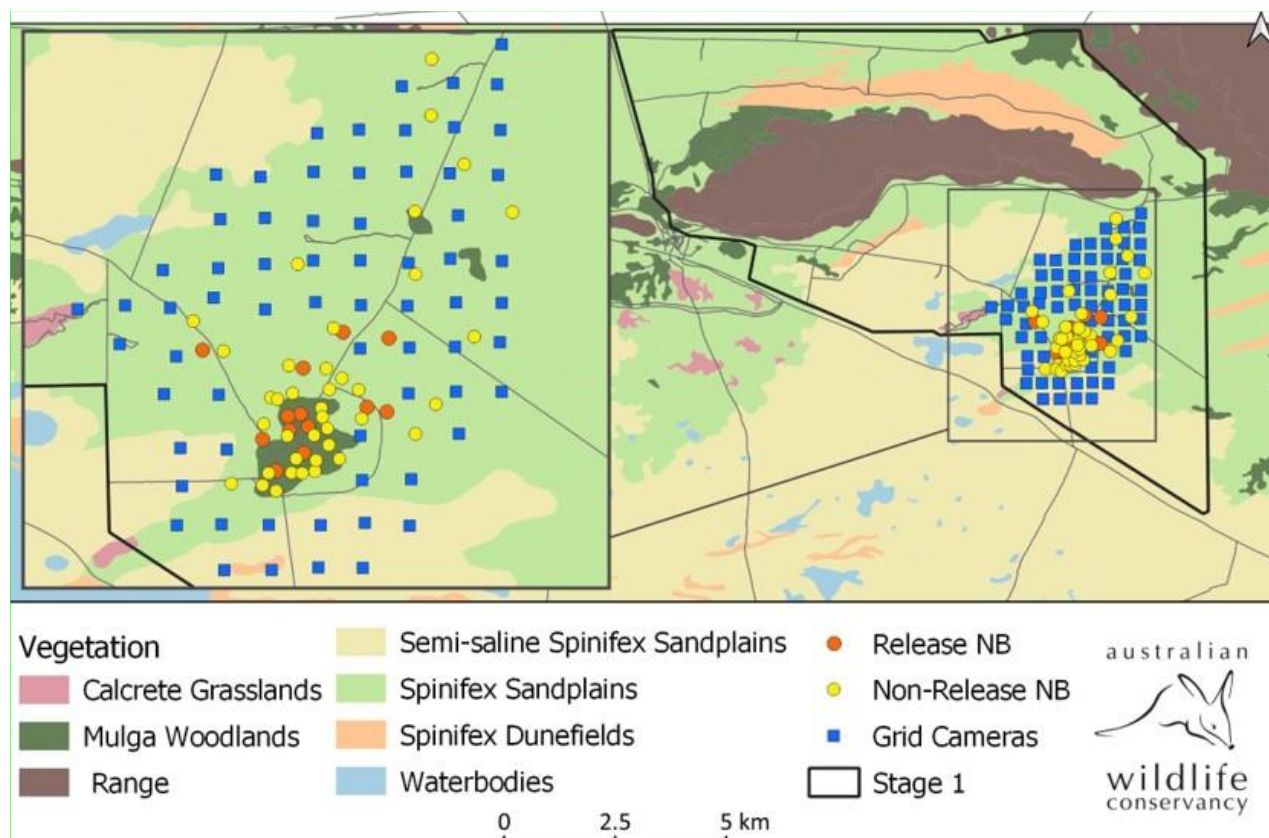 Vegetation
Calcrete Grasslands
Mulga Woodlands
Range
Semi-saline Spinifex Sandplains
Spinifex Sandplains
Spinifex Dunefields
Waterbodies
Release NB
Non-Release NB
Grid Cameras
Stage 1
australian
wildlife
conservancy
0 2.5 5 km